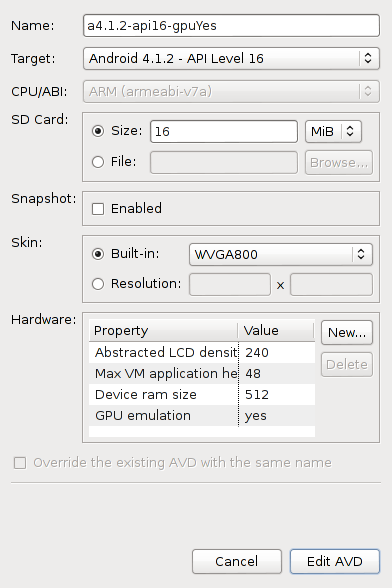 Name: a4.1.2-api16-gpuYes
Target: Android 4.1.2 - API Level 16
CPU/ABI: ARM (armeabi-v7a)
SD Card: Size: 16 MiB
File: Browse...
Snapshot: Enabled
Skin: Built-in: WVGA800
Resolution: x
Hardware: Property Value New...
Abstracted LCD densit 240 Delete
Max VM application he 48
Device ram size 512
GPU emulation yes
Override the existing AVD with the same name
Cancel Edit AVD